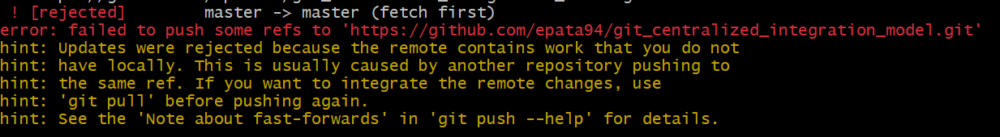 ! [rejected]        master -> master (fetch first)
error: failed to push some refs to 'https://github.com/epata94/git_centralized_integration_model.git'
hint: Updates were rejected because the remote contains work that you do not
hint: have locally. This is usually caused by another repository pushing to
hint: the same ref. If you want to integrate the remote changes, use
hint: 'git pull' before pushing again.
hint: See the 'Note about fast-forwards' in 'git push --help' for details.